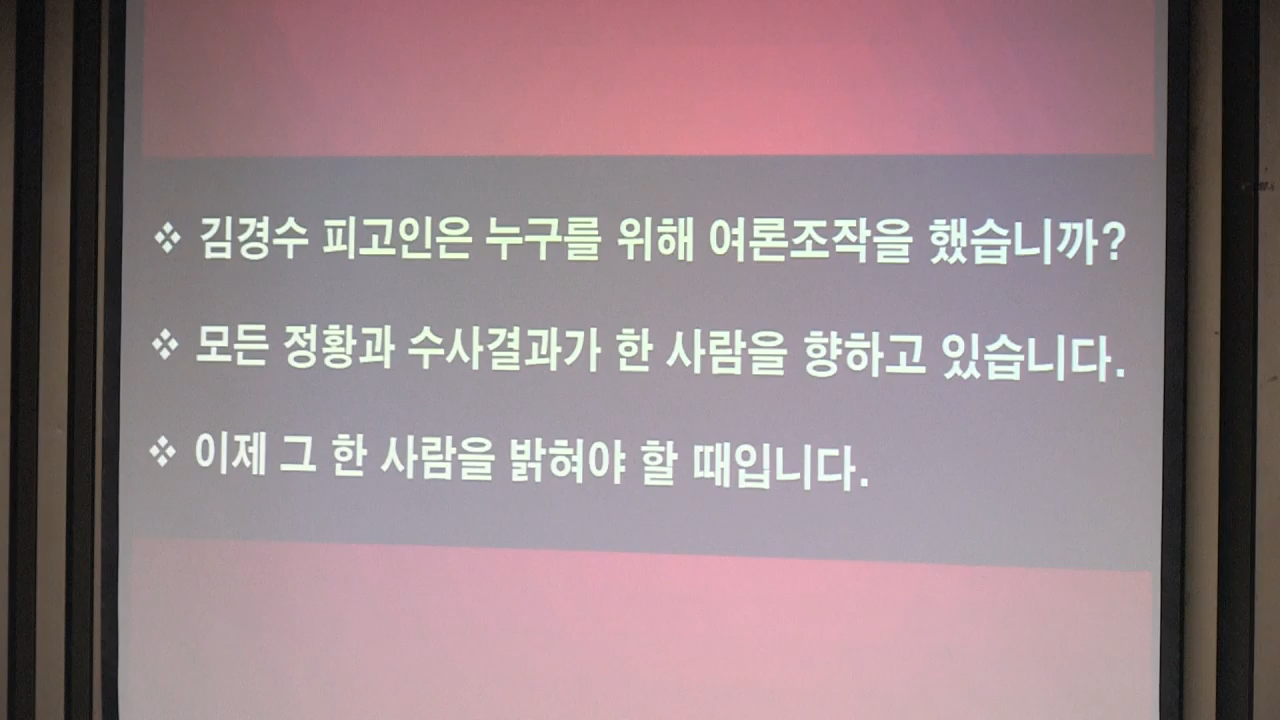 ❖ 김경수 피고인은 누구를 위해 여론조작을 했습니까?
❖ 모든 정황과 수사결과가 한 사람을 향하고 있습니다.
❖ 이제 그 한 사람을 밝혀야 할 때입니다.